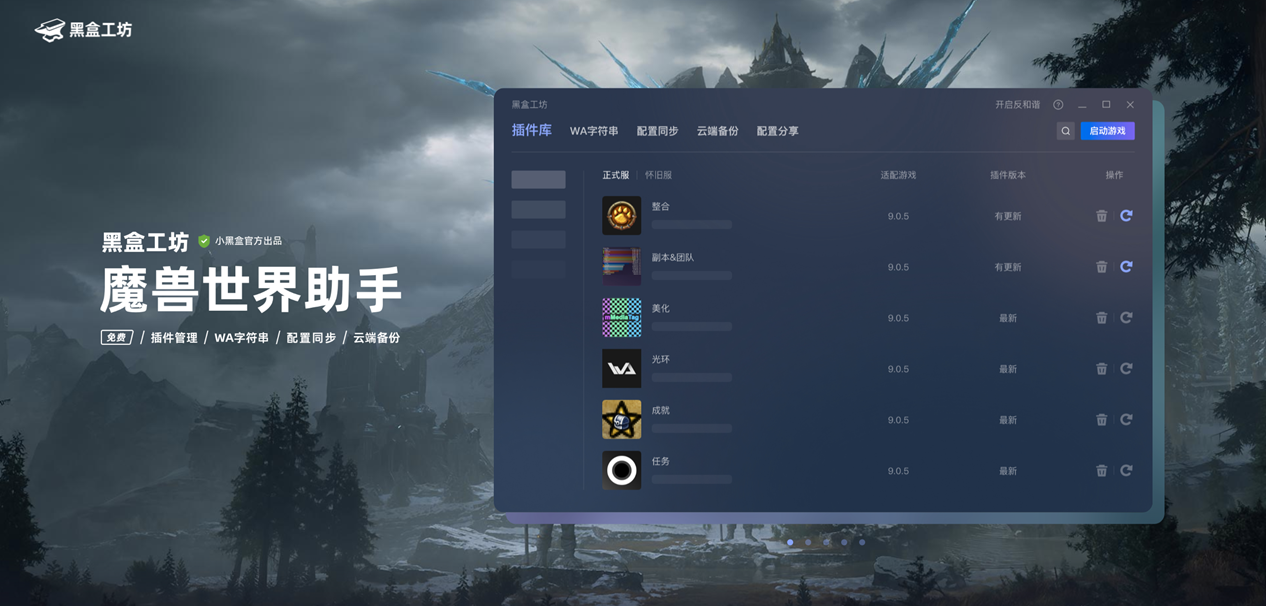 黑盒工坊
黑盒工坊 小黑盒官方出品
魔兽世界助手
免费 / 插件管理 / WA字符串 / 配置同步 / 云端备份
黑盒工坊 开启反和谐
插件库 WA字符串 配置同步 云端备份 配置分享 启动游戏
正式服 怀旧服 适配游戏 插件版本 操作
整合 9.0.5 有更新
副本&团队 9.0.5 有更新
mMediaTag 美化 9.0.5 最新
WA 光环 9.0.5 最新
成就 9.0.5 最新
任务 9.0.5 最新